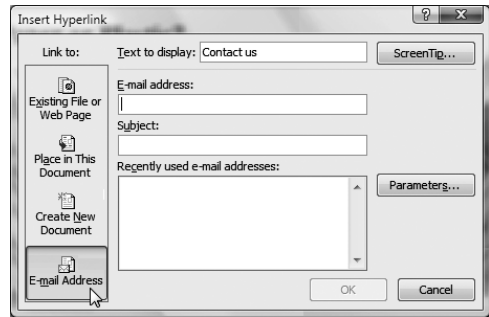 Insert Hyperlink
Link to:
Text to display: Contact us
ScreenTip...
Existing File or
Web Page
Place in This
Document
Create New
Document
E-mail Address
E-mail address:
Subject:
Recently used e-mail addresses:
Parameters...
OK
Cancel